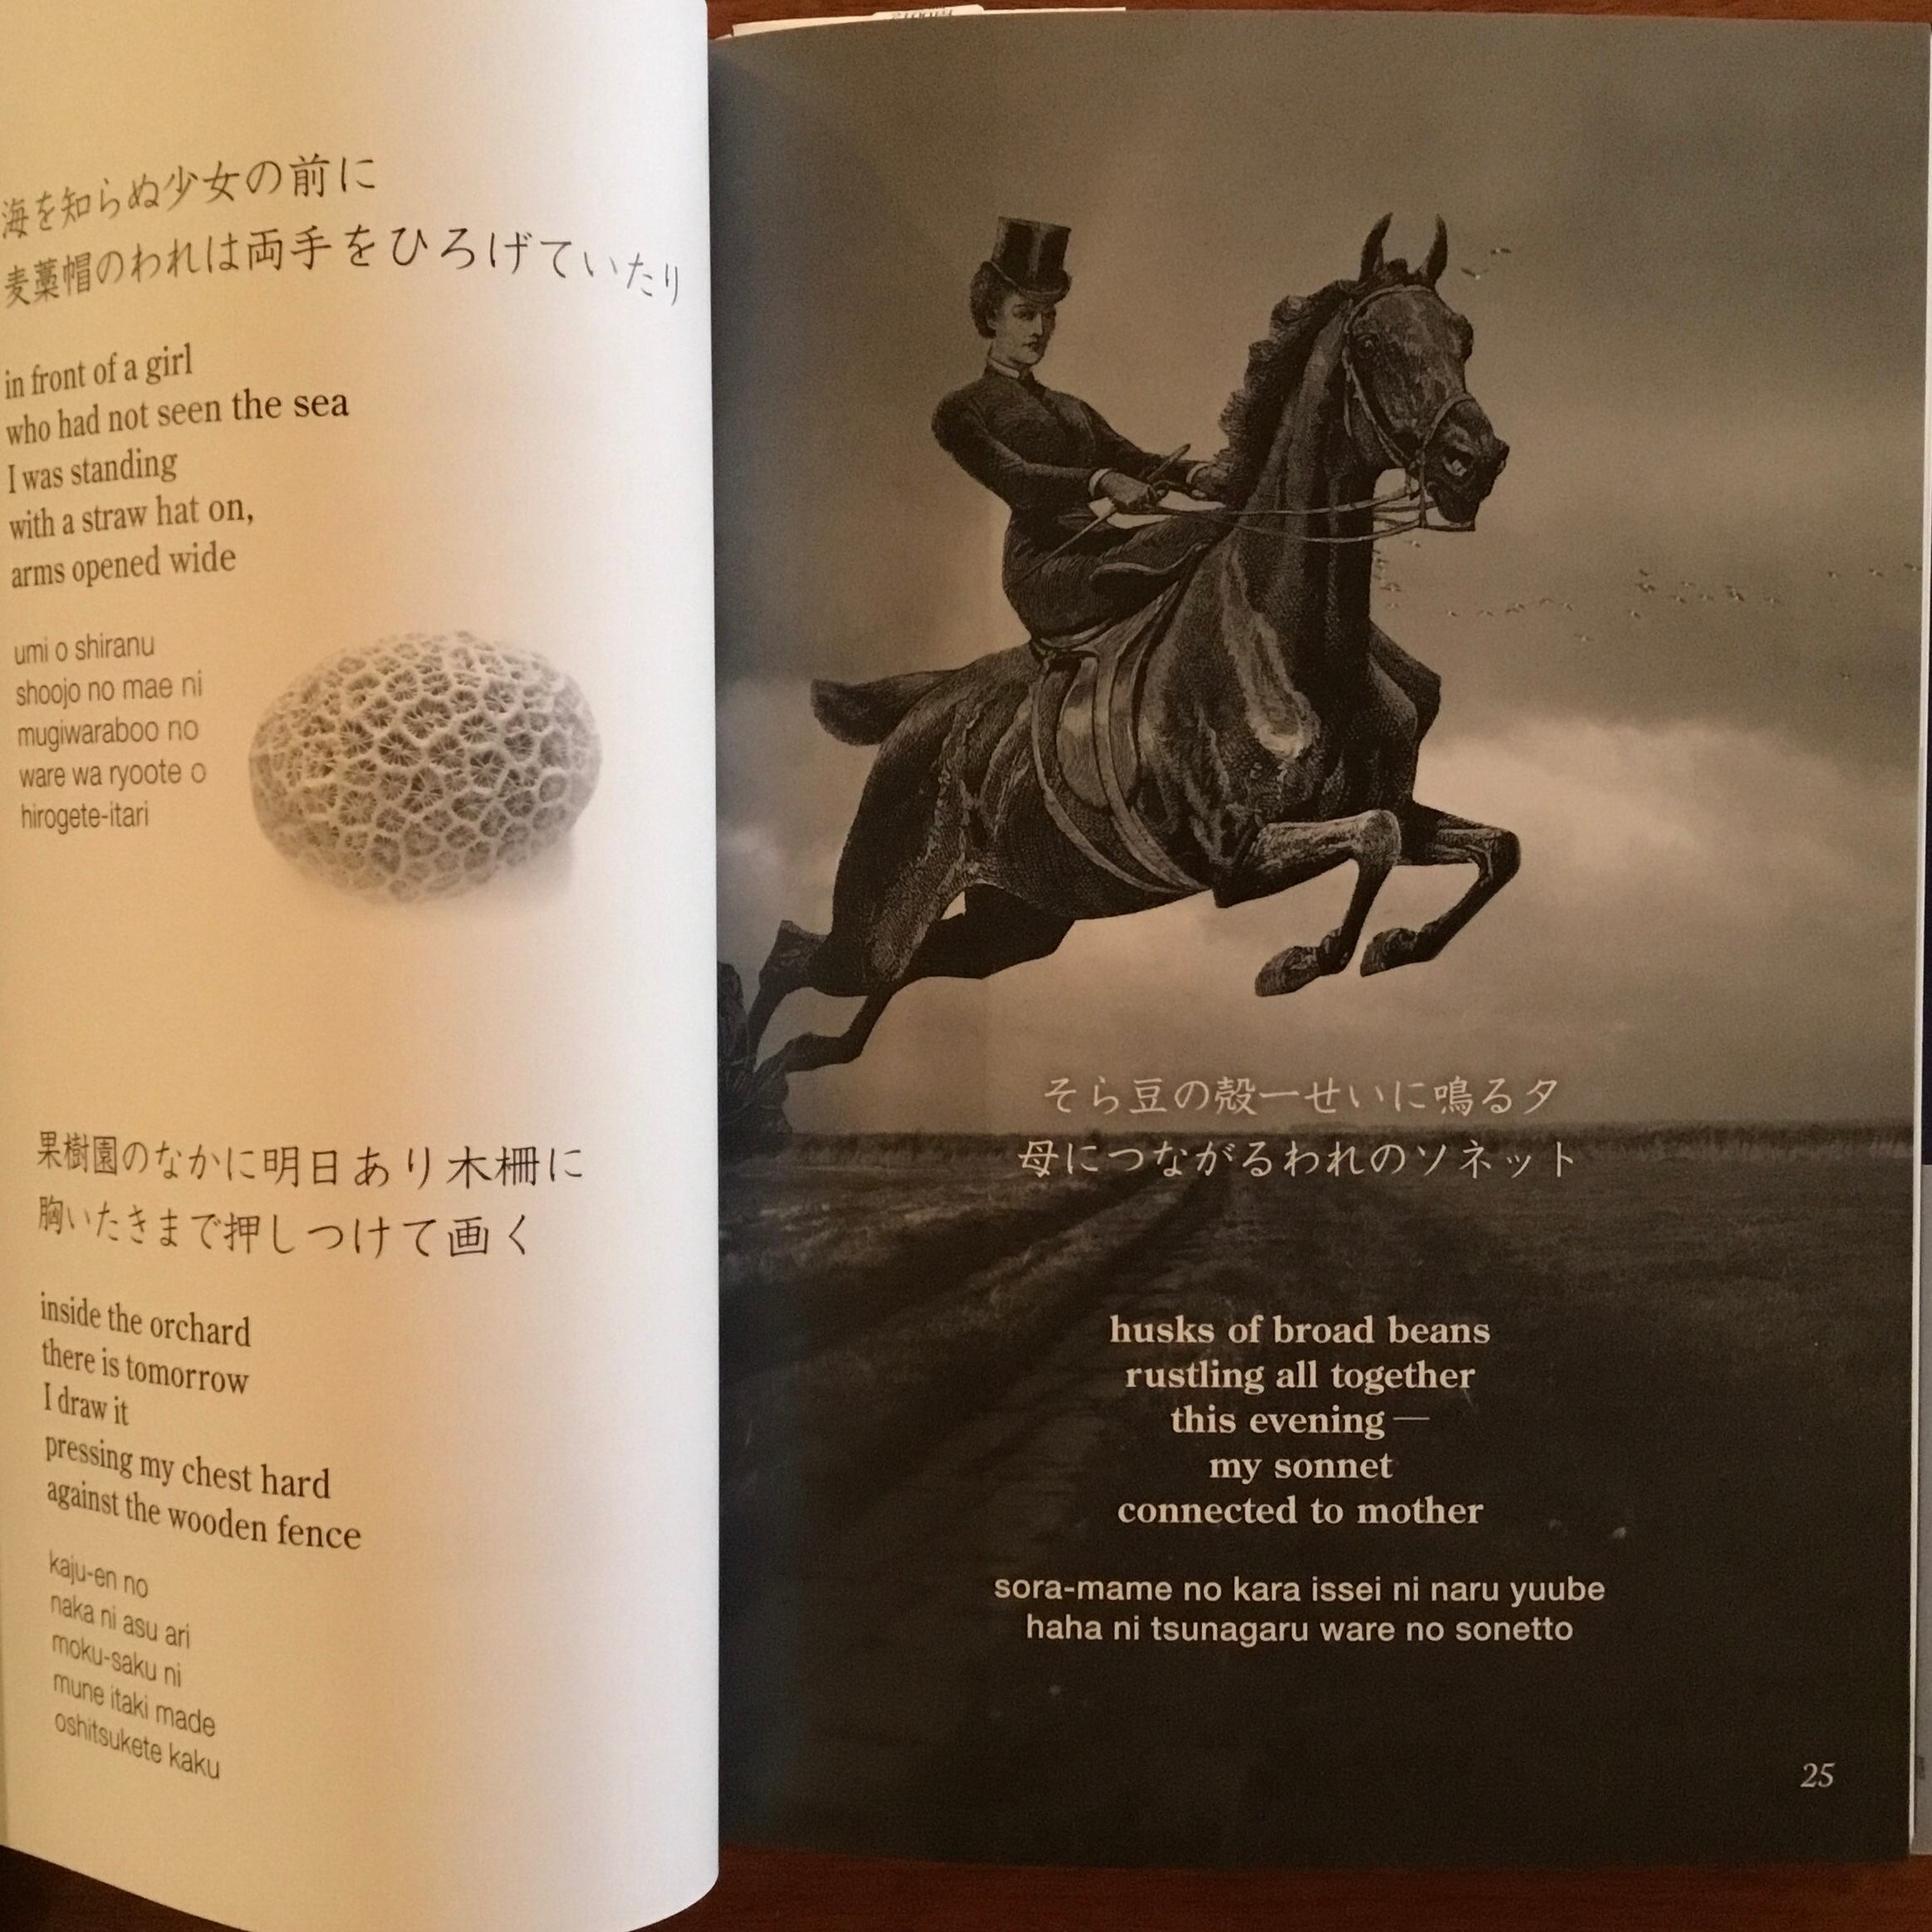 海を知らぬ少女の前に
麦藁帽のわれは両手をひろげていたり
in front of a girl
who had not seen the sea
I was standing
with a straw hat on,
arms opened wide
umi o shiranu
shoojo no mae ni
mugiwaraboo no
ware wa ryoote o
hirogete-itari
果樹園のなかに明日あり木柵に
胸いたきまで押しつけて画く
inside the orchard
there is tomorrow
I draw it
pressing my chest hard
against the wooden fence
kaju-en no
naka ni asu ari
moku-saku ni
mune itaki made
oshitsukete kaku
そら豆の殻一せいに鳴る夕
母につながるわれのソネット
husks of broad beans
rustling all together
this evening —
my sonnet
connected to mother
sora-mame no kara issei ni naru yuube
haha ni tsunagaru ware no sonetto
25